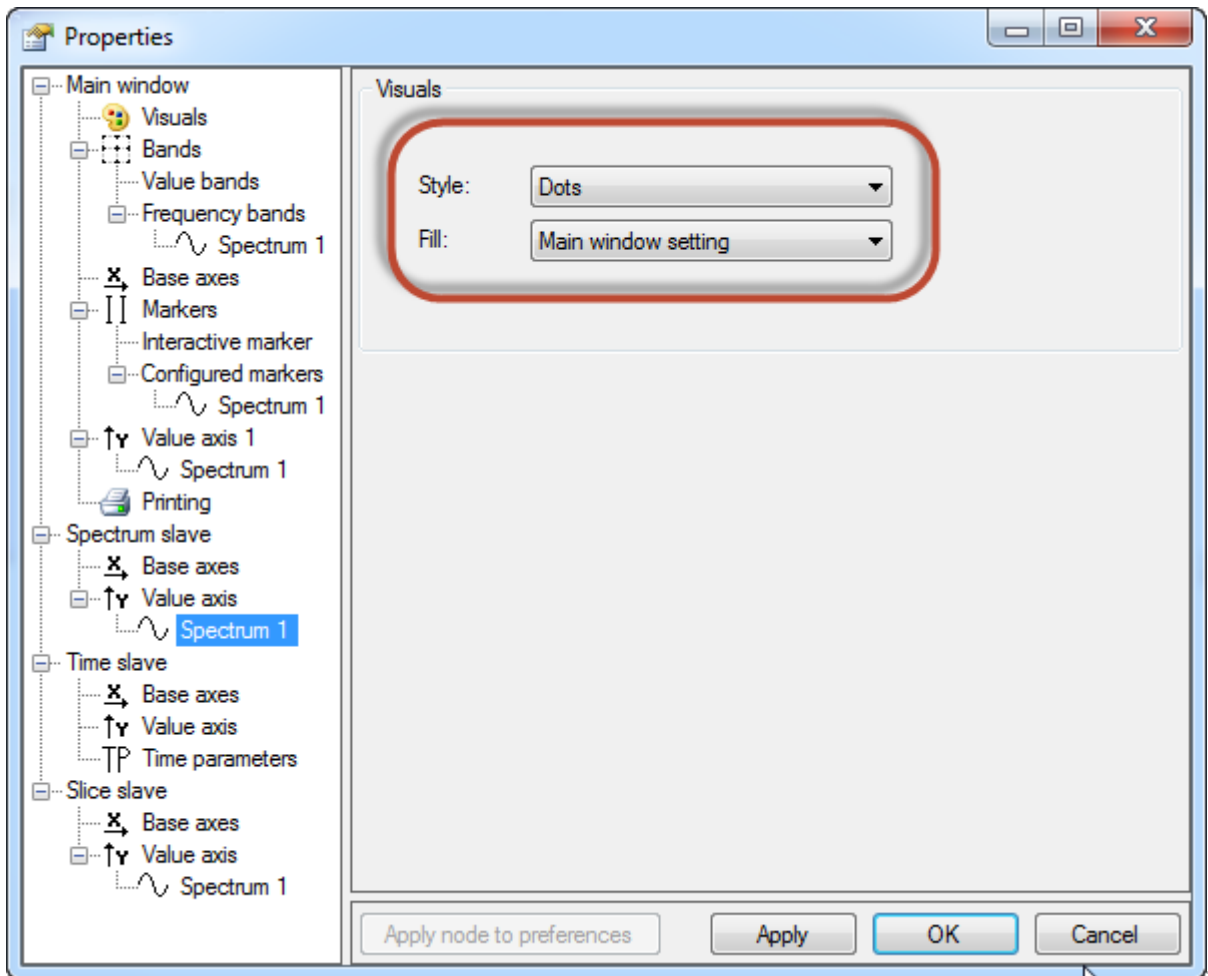 Properties
Main window
Visuals
Bands
Value bands
Frequency bands
Spectrum 1
X Base axes
Markers
Interactive marker
Configured markers
Spectrum 1
Y Value axis 1
Spectrum 1
Printing
Spectrum slave
X Base axes
Y Value axis
Spectrum 1
Time slave
X Base axes
Y Value axis
TP Time parameters
Slice slave
X Base axes
Y Value axis
Spectrum 1
Visuals
Style: Dots
Fill: Main window setting
Apply node to preferences Apply OK Cancel